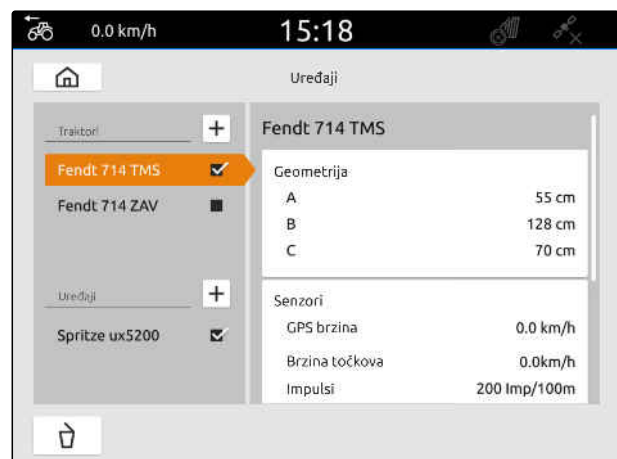 0.0 km/h 15:18
Uređaji
Traktori
Fendt 714 TMS
Fendt 714 ZAV
Uređaji
Spritze ux5200
Fendt 714 TMS
Geometrija
A 55 cm
B 128 cm
C 70 cm
Senzori
GPS brzina 0.0 km/h
Brzina točkova 0.0km/h
Impulsi 200 Imp/100m